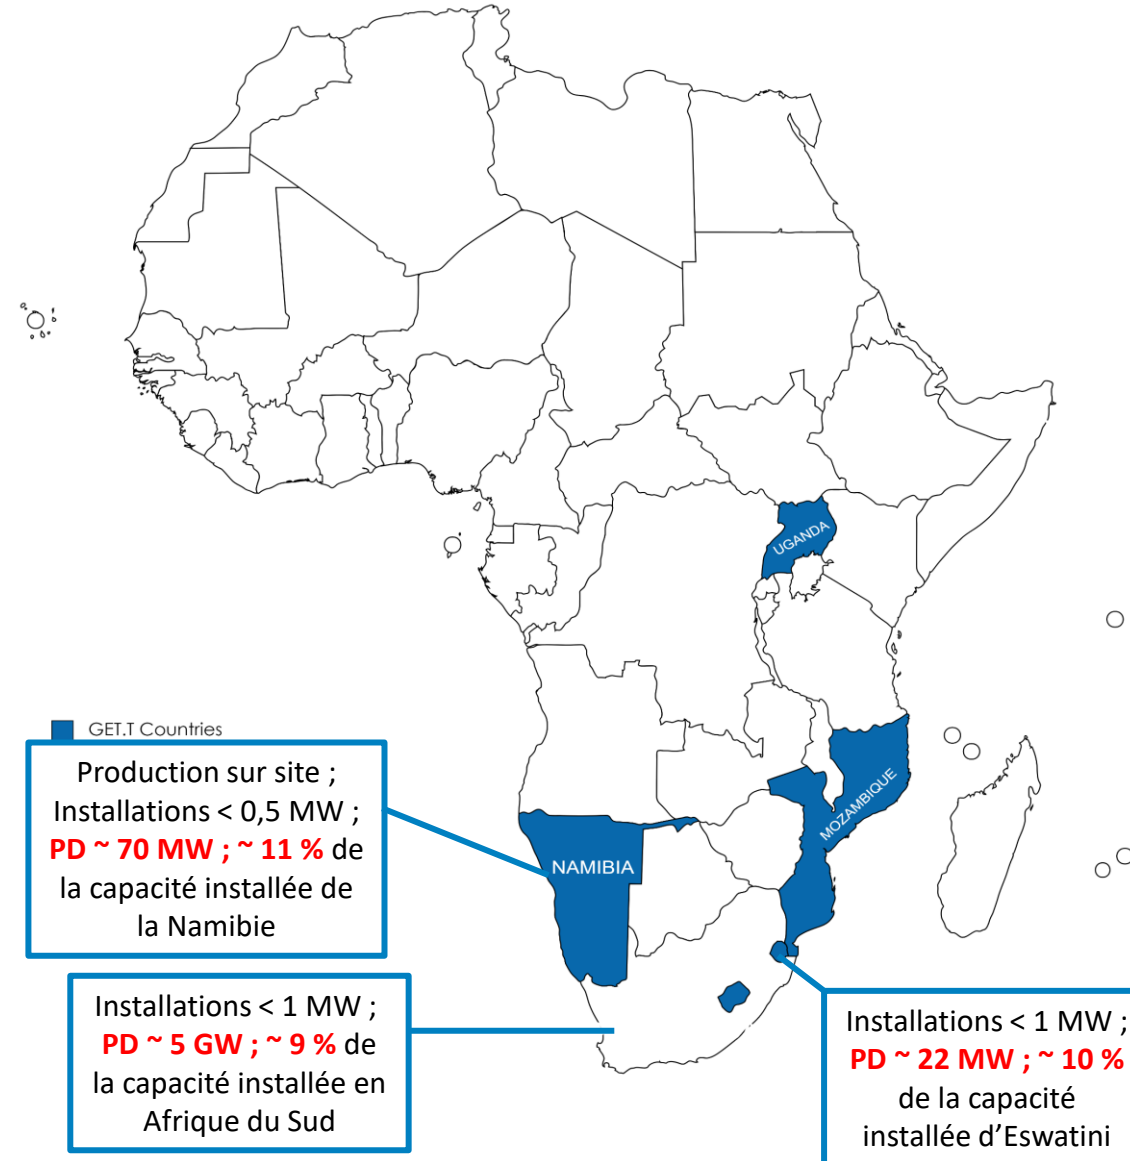 UGANDA
MOZAMBIQUE
NAMIBIA
GET.T Countries
Production sur site ;
Installations < 0,5 MW ;
PD ~ 70 MW ; ~ 11 % de
la capacité installée de
la Namibie
Installations < 1 MW ;
PD ~ 5 GW ; ~ 9 % de
la capacité installée en
Afrique du Sud
Installations < 1 MW ;
PD ~ 22 MW ; ~ 10 %
de la capacité
installée d’Eswatini